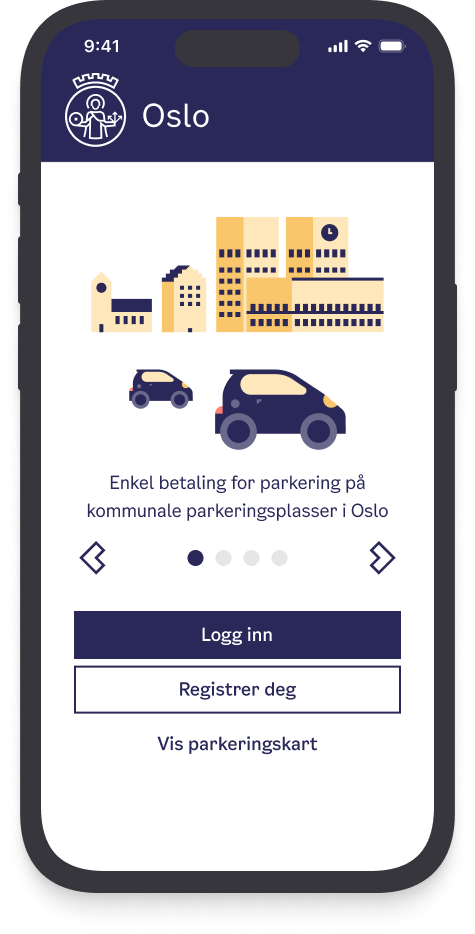 9:41
Oslo
Enkel betaling for parkering på
kommunale parkeringsplasser i Oslo
Logg inn
Registrer deg
Vis parkeringskart